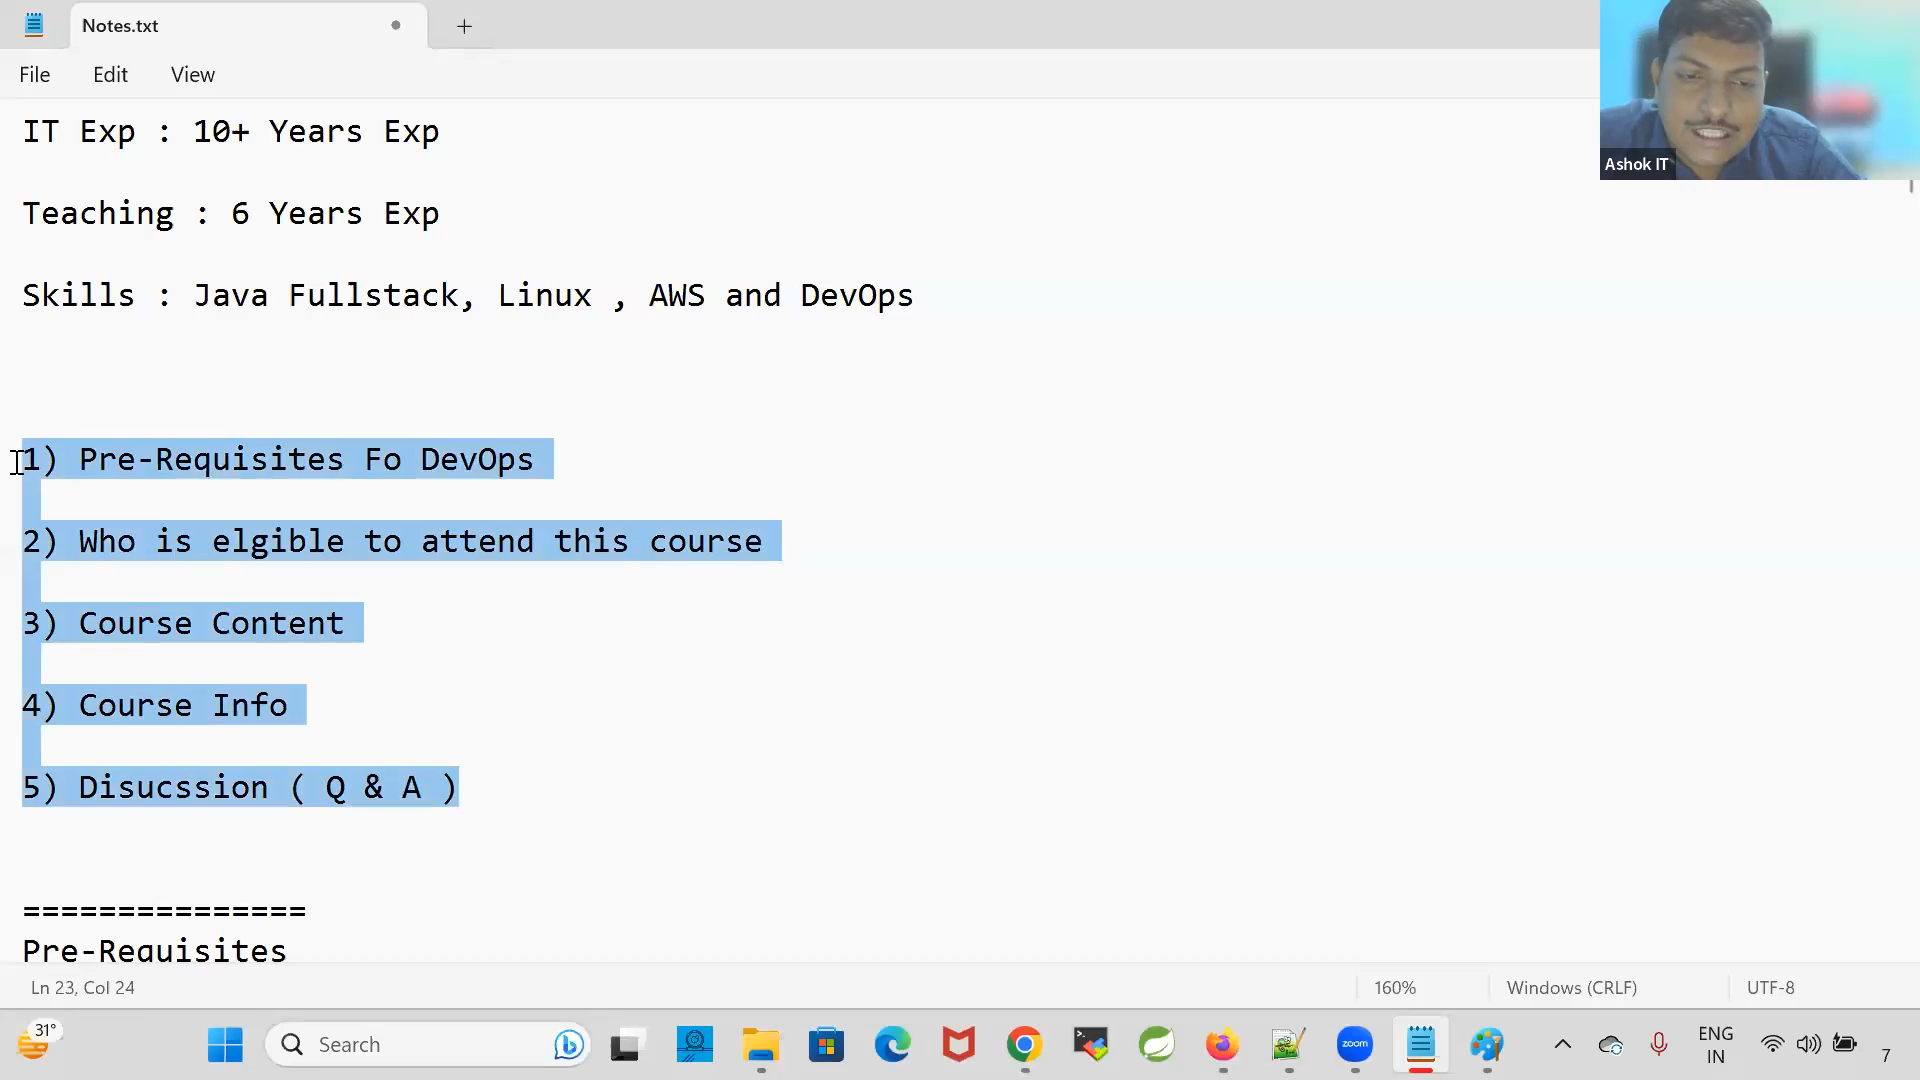 Notes.txt
File Edit View
IT Exp : 10+ Years Exp
Teaching : 6 Years Exp
Skills : Java Fullstack, Linux , AWS and DevOps
Ashok IT
1) Pre-Requisites Fo DevOps
2) Who is elgible to attend this course
3) Course Content
4) Course Info
5) Disucssion ( Q & A )
===============
Pre-Requisites
Ln 23, Col 24 160% Windows (CRLF) UTF-8
31° Search zoom ENG 7
IN